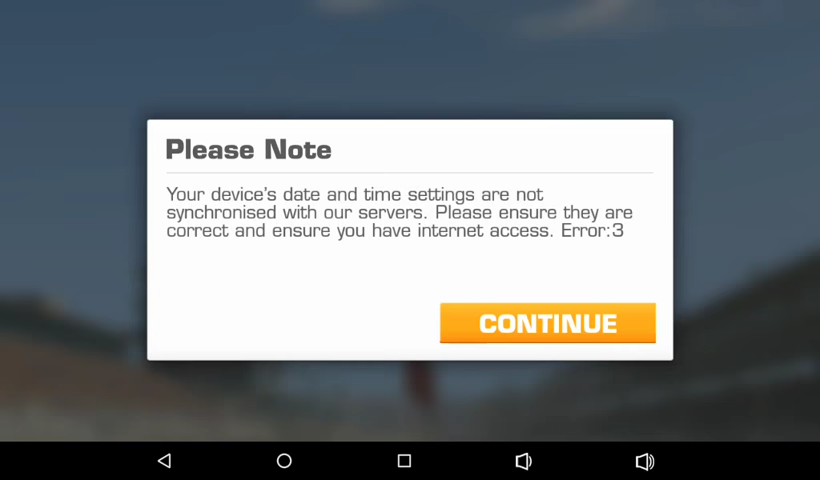 Please Note
Your device's date and time settings are not
synchronised with our servers. Please ensure they are
correct and ensure you have internet access. Error:3
CONTINUE